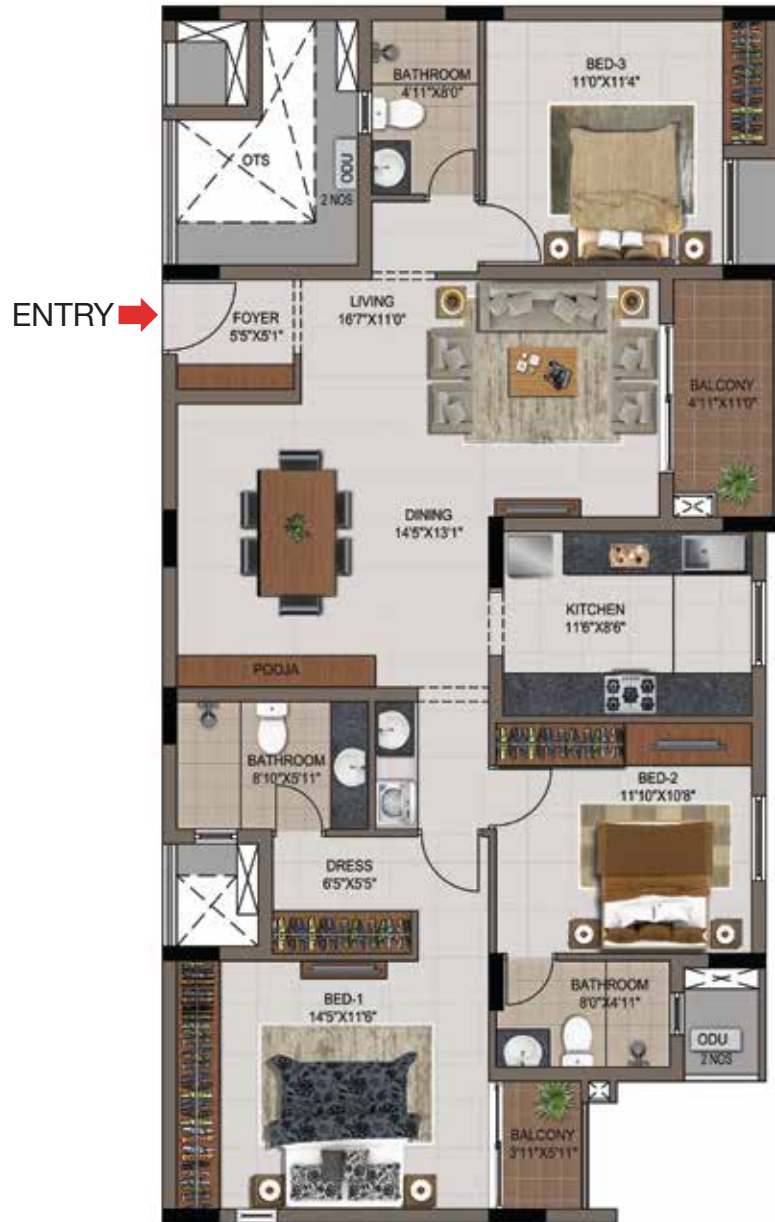 BATHROOM
4'11"X8'0"
BED-3
11'0"X11'4"
OTS
ODU
2 NOS
ENTRY
FOYER
5'5"X5'1"
LIVING
16'7"X11'0"
BALCONY
4'11"X11'0"
DINING
14'5"X13'1"
KITCHEN
11'6"X8'6"
POOJA
BATHROOM
8'10"X5'11"
BED-2
11'10"X10'8"
DRESS
6'5"X5'5"
BED-1
14'5"X11'6"
BATHROOM
8'0"X4'11"
ODU
2 NOS
BALCONY
3'11"X5'11"